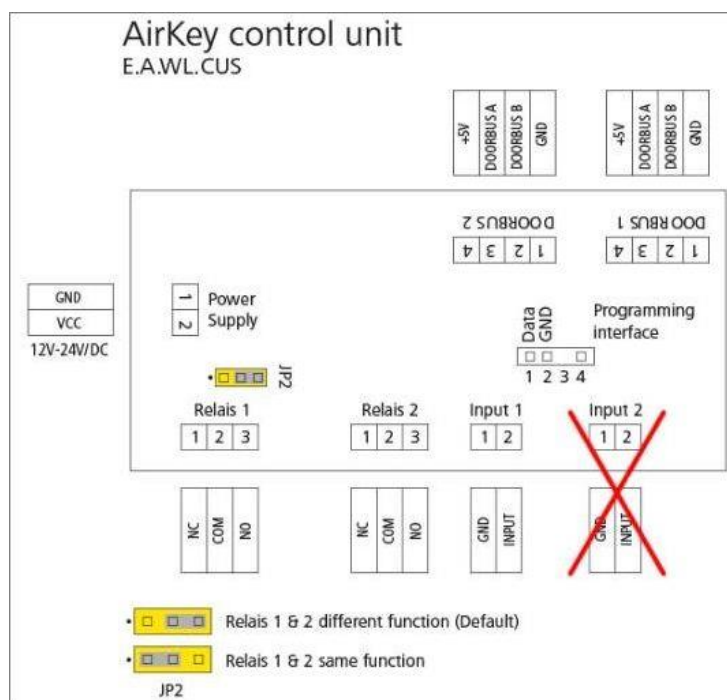 AirKey control unit
E.A.WL.CUS
+5V DOORBUS A DOORBUS B GND
+5V DOORBUS A DOORBUS B GND
DOORBUS 2
DOORBUS 1
4 3 2 1
4 3 2 1
GND
VCC
12V-24V/DC
1
2
Power
Supply
Data
GND
Programming
interface
1 2 3 4
JP2
Relais 1
Relais 2
Input 1
Input 2
1 2 3
1 2 3
1 2
1 2
NC COM NO
NC COM NO
GND INPUT
GND INPUT
Relais 1 & 2 different function (Default)
Relais 1 & 2 same function
JP2